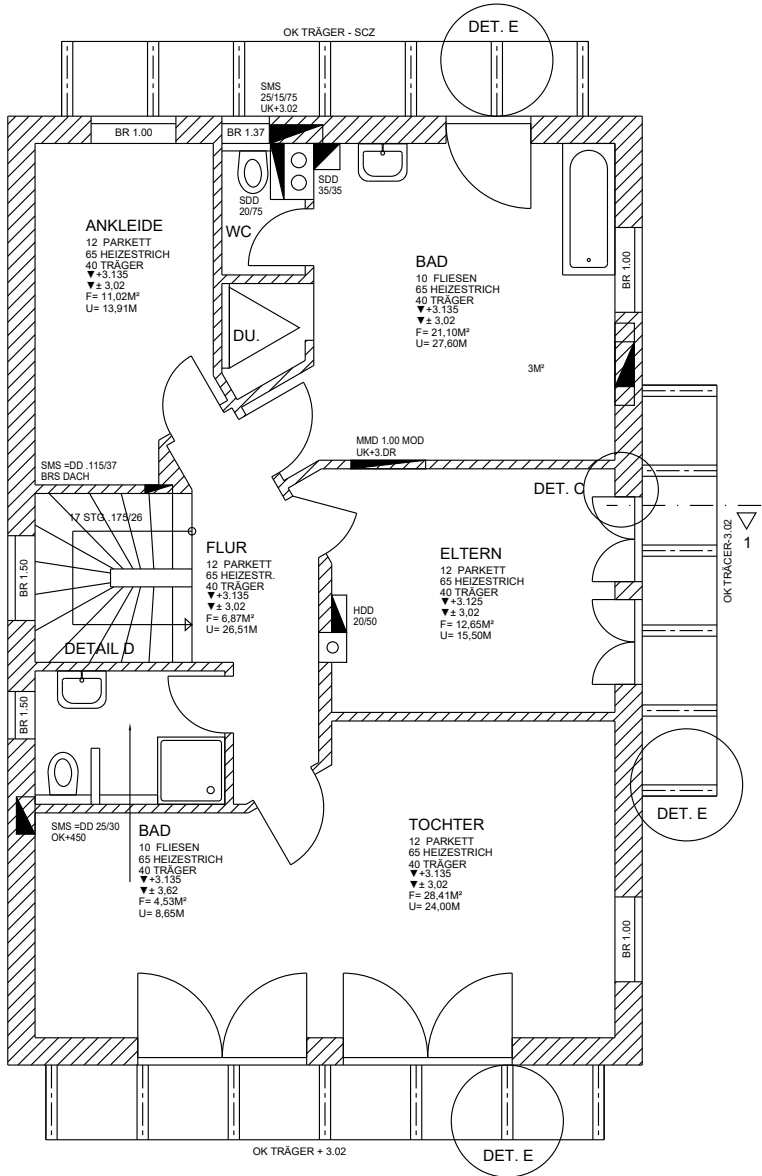 OK TRÄGER - SCZ
DET. E
SMS
25/15/75
UK+3.02
BR 1.00
BR 1.37
SDD
35/35
SDD
20/75
WC
ANKLEIDE
12 PARKETT
65 HEIZESTRICH
40 TRÄGER
▼+3.135
▼± 3,02
F= 11,02M²
U= 13,91M
BAD
10 FLIESEN
65 HEIZESTRICH
40 TRÄGER
▼+3.135
▼± 3,02
F= 21,10M²
U= 27,60M
BR 1.00
DU.
3M²
MMD 1.00 MOD
UK+3.DR
SMS =DD .115/37
BRS DACH
DET. C
17 STG .175/26
1
BR 1.50
FLUR
12 PARKETT
65 HEIZESTR.
40 TRÄGER
▼+3.135
▼± 3,02
F= 6,87M²
U= 26,51M
ELTERN
12 PARKETT
65 HEIZESTRICH
40 TRÄGER
▼+3.125
▼± 3,02
F= 12,65M²
U= 15,50M
OK TRÄCER-3.02
HDD
20/50
DETAIL D
BR 1.50
DET. E
SMS =DD 25/30
OK+450
BAD
10 FLIESEN
65 HEIZESTRICH
40 TRÄGER
▼+3.135
▼± 3,62
F= 4,53M²
U= 8,65M
TOCHTER
12 PARKETT
65 HEIZESTRICH
40 TRÄGER
▼+3.135
▼± 3,02
F= 28,41M²
U= 24,00M
BR 1.00
OK TRÄGER + 3.02
DET. E